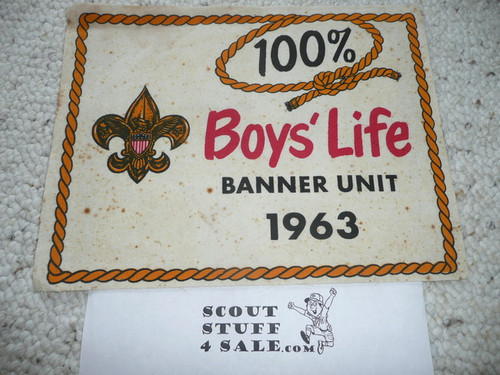 100%
Boys' Life
BANNER UNIT
1963
SCOUT
STUFF
4 SALE.com